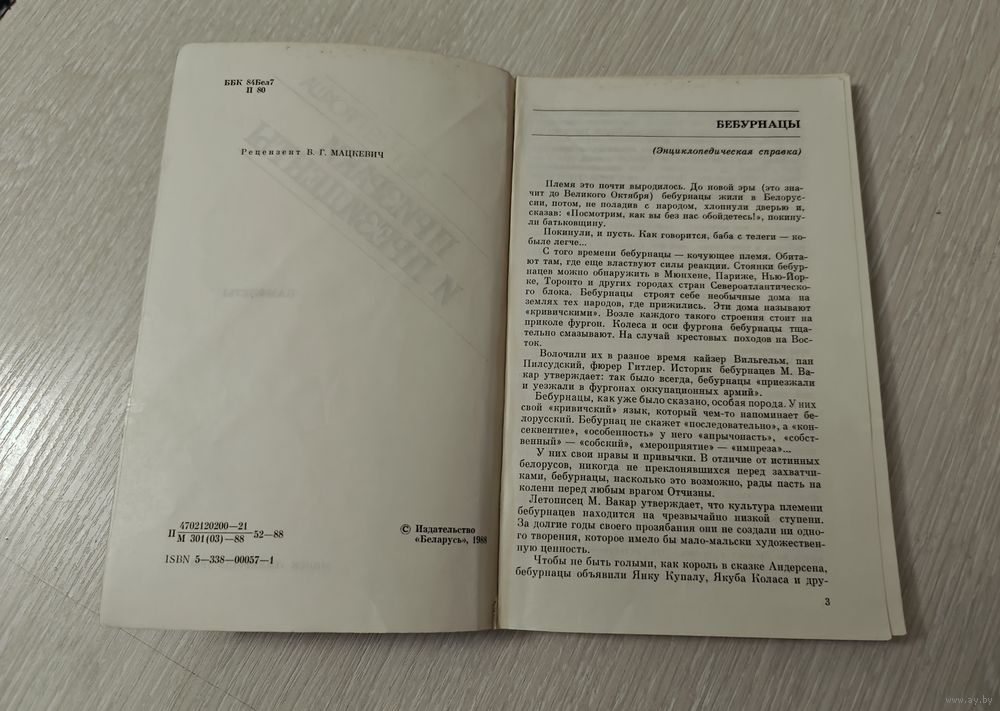 ББК 84Бел7
П 80
Рецензент В. Г. МАЦКЕВИЧ
П 4702120200—21
М 301(03)—88 52—88
ISBN 5—338—00057—1
© Издательство
«Беларусь», 1988
БЕБУРНАЦЫ
(Энциклопедическая справка)
Племя это почти выродилось. До новой эры (это зна-
чит до Великого Октября) бебурнацы жили в Белорус-
сии, потом, не поладив с народом, хлопнули дверью и,
сказав: «Посмотрим, как вы без нас обойдетесь!», покину-
ли батьковщину.
Покинули, и пусть. Как говорится, баба с телеги — ко-
быле легче...
С того времени бебурнацы — кочующее племя. Обита-
ют там, где еще властвуют силы реакции. Стоянки бебур-
нацев можно обнаружить в Мюнхене, Париже, Нью-Йор-
ке, Торонто и других городах стран Североатлантическо-
го блока. Бебурнацы строят себе необычные дома на
землях тех народов, где прижились. Эти дома называют
«кривичскими». Возле каждого такого строения стоит на
приколе фургон. Колеса и оси фургона бебурнацы тща-
тельно смазывают. На случай крестовых походов на Вос-
ток.
Волочили их в разное время кайзер Вильгельм, пан
Пилсудский, фюрер Гитлер. Историк бебурнацев М. Ва-
кар утверждает: так было всегда, бебурнацы «приезжали
и уезжали в фургонах оккупационных армий».
Бебурнацы, как уже было сказано, особая порода. У них
свой «кривичский» язык, который чем-то напоминает бе-
лорусский. Бебурнац не скажет «последовательно», а «кон-
секвентне», «особенность» у него «апрычонасть», «собст-
венный» — «собский», «мероприятие» — «импреза»...
У них свои нравы и привычки. В отличие от истинных
белорусов, никогда не преклонявшихся перед захватчи-
ками, бебурнацы, насколько это возможно, рады пасть на
колени перед любым врагом Отчизны.
Летописец М. Вакар утверждает, что культура племени
бебурнацев находится на чрезвычайно низкой ступени.
За долгие годы своего прозябания они не создали ни одно-
го творения, которое имело бы мало-мальски художествен-
ную ценность.
Чтобы не быть голыми, как король в сказке Андерсена,
бебурнацы объявили Янку Купалу, Якуба Коласа и дру-
3
www.ay.by